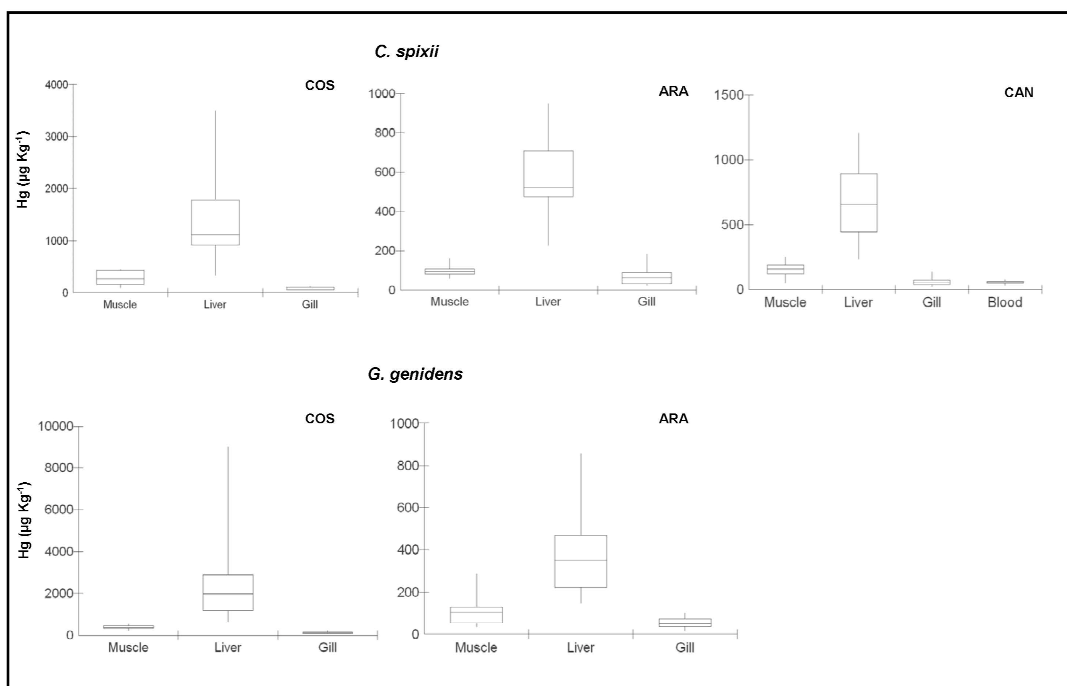 C. spixii
COS
Hg (µg Kg⁻¹)
4000
3000
2000
1000
0
Muscle Liver Gill
ARA
1000
800
600
400
200
0
Muscle Liver Gill
CAN
1500
1000
500
0
Muscle Liver Gill Blood
G. genidens
COS
Hg (µg Kg⁻¹)
10000
8000
6000
4000
2000
0
Muscle Liver Gill
ARA
1000
800
600
400
200
0
Muscle Liver Gill